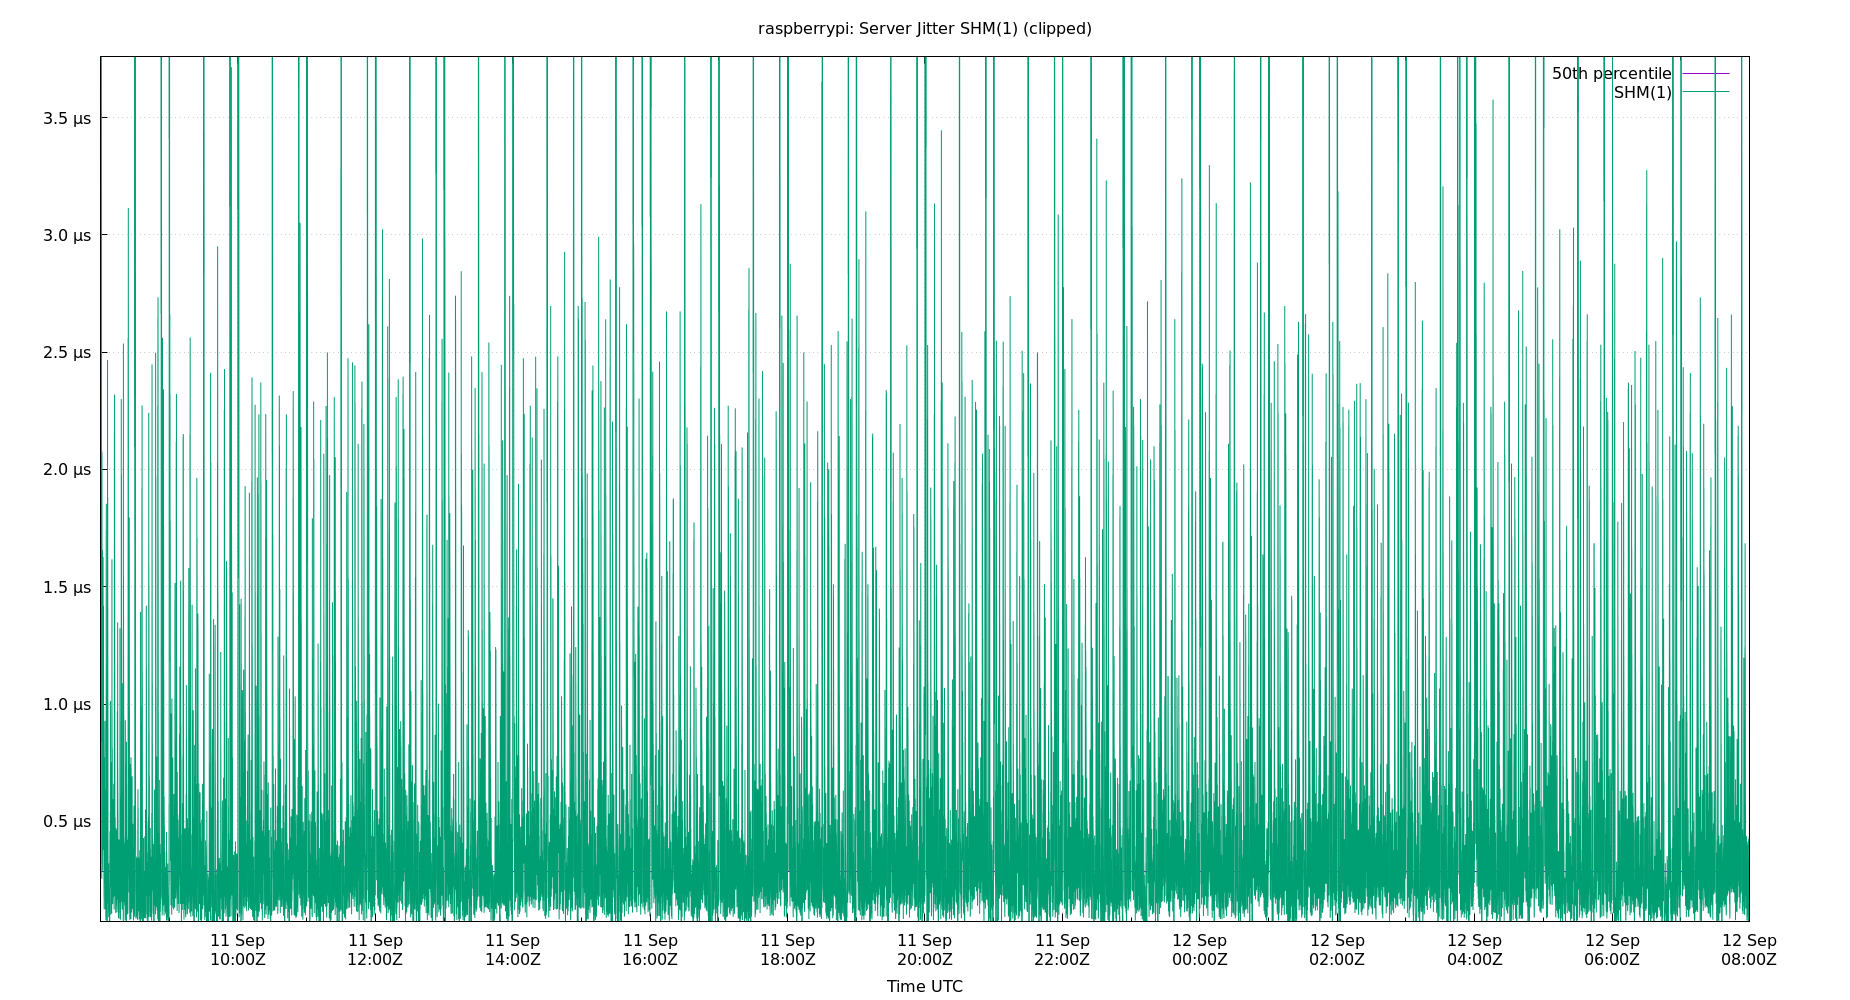 raspberrypi: Server Jitter SHM(1) (clipped)
50th percentile
SHM(1)
3.5 µs
3.0 µs
2.5 µs
2.0 µs
1.5 µs
1.0 µs
0.5 µs
11 Sep 11 Sep 11 Sep 11 Sep 11 Sep 11 Sep 11 Sep 12 Sep 12 Sep 12 Sep 12 Sep 12 Sep
10:00Z 12:00Z 14:00Z 16:00Z 18:00Z 20:00Z 22:00Z 00:00Z 02:00Z 04:00Z 06:00Z 08:00Z
Time UTC